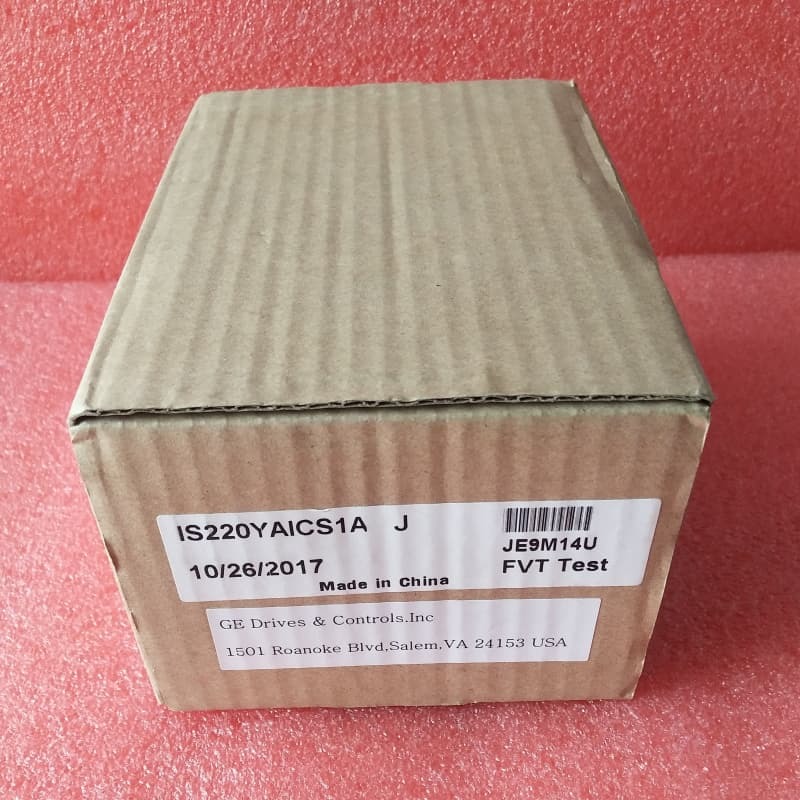 IS220YAICS1A J
JE9M14U
10/26/2017
FVT Test
Made in China
GE Drives & Controls.Inc
1501 Roanoke Blvd,Salem,VA 24153 USA